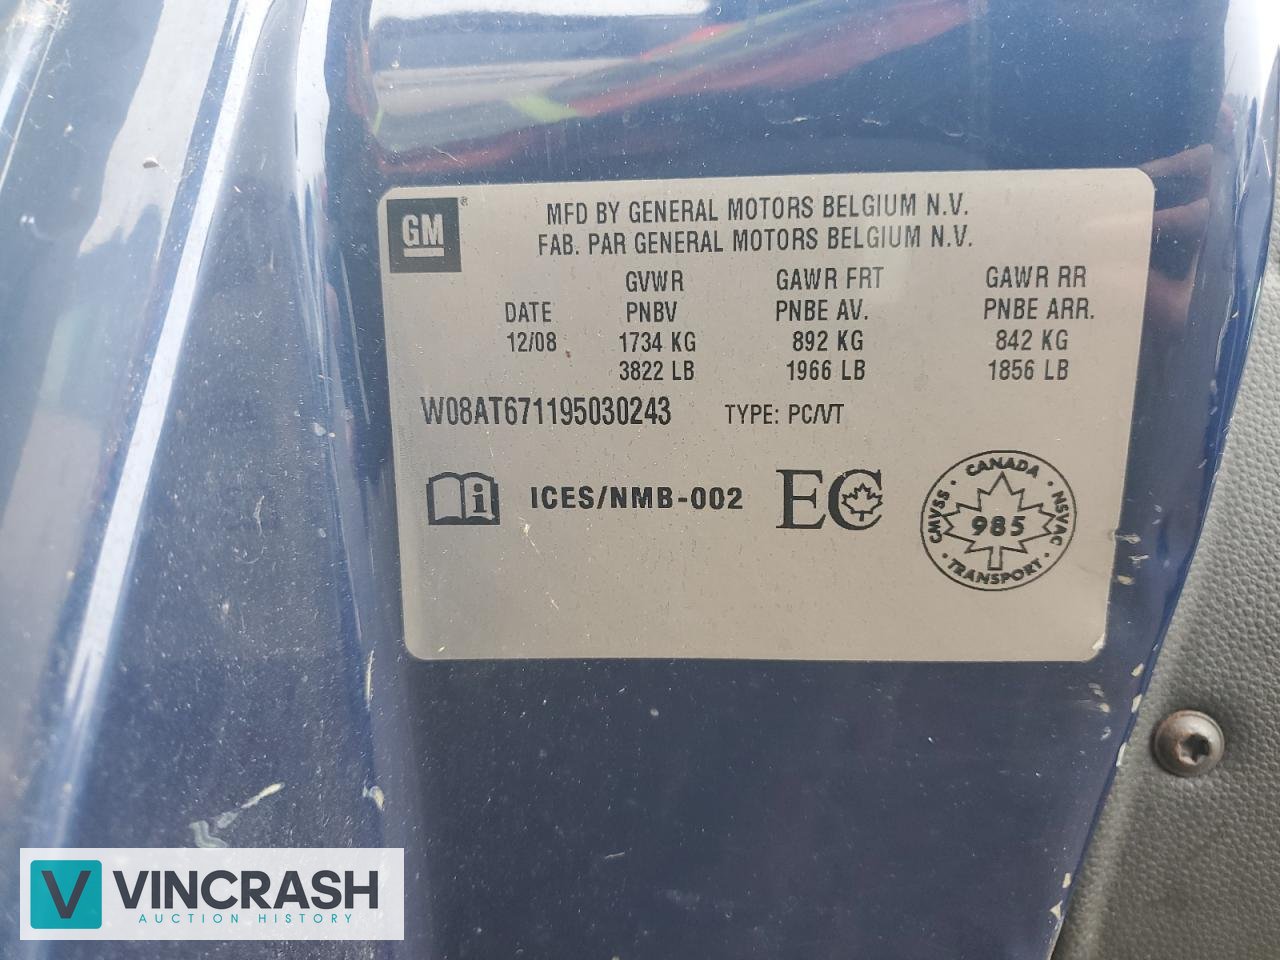 GM®
MFD BY GENERAL MOTORS BELGIUM N.V.
FAB. PAR GENERAL MOTORS BELGIUM N.V.
GVWR GAWR FRT GAWR RR
DATE PNBV PNBE AV. PNBE ARR.
12/08 1734 KG 892 KG 842 KG
3822 LB 1966 LB 1856 LB
W08AT671195030243 TYPE: PC/VT
i ICES/NMB-002 EC
CANADA
CMVSS 985 NSVAC
TRANSPORT
V VINCRASH
AUCTION HISTORY